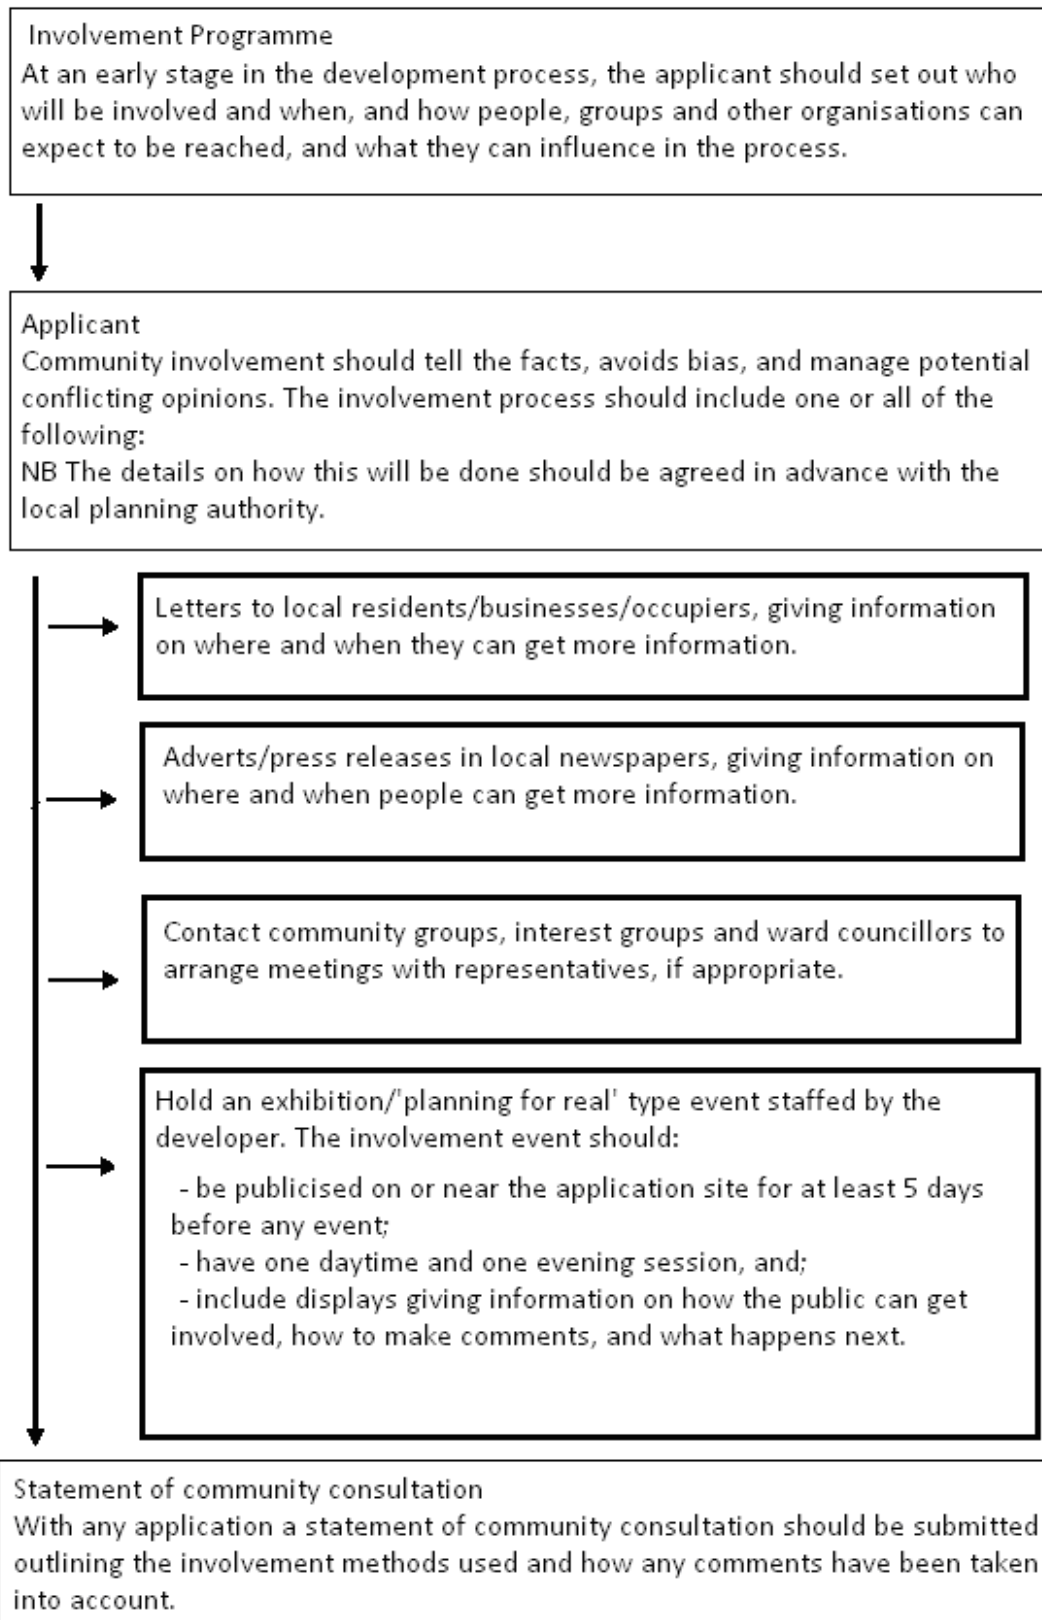 Involvement Programme
At an early stage in the development process, the applicant should set out who
will be involved and when, and how people, groups and other organisations can
expect to be reached, and what they can influence in the process.
Applicant
Community involvement should tell the facts, avoids bias, and manage potential
conflicting opinions. The involvement process should include one or all of the
following:
NB The details on how this will be done should be agreed in advance with the
local planning authority.
Letters to local residents/businesses/occupiers, giving information
on where and when they can get more information.
Adverts/press releases in local newspapers, giving information on
where and when people can get more information.
Contact community groups, interest groups and ward councillors to
arrange meetings with representatives, if appropriate.
Hold an exhibition/'planning for real' type event staffed by the
developer. The involvement event should:
- be publicised on or near the application site for at least 5 days
before any event;
- have one daytime and one evening session, and;
- include displays giving information on how the public can get
involved, how to make comments, and what happens next.
Statement of community consultation
With any application a statement of community consultation should be submitted
outlining the involvement methods used and how any comments have been taken
into account.